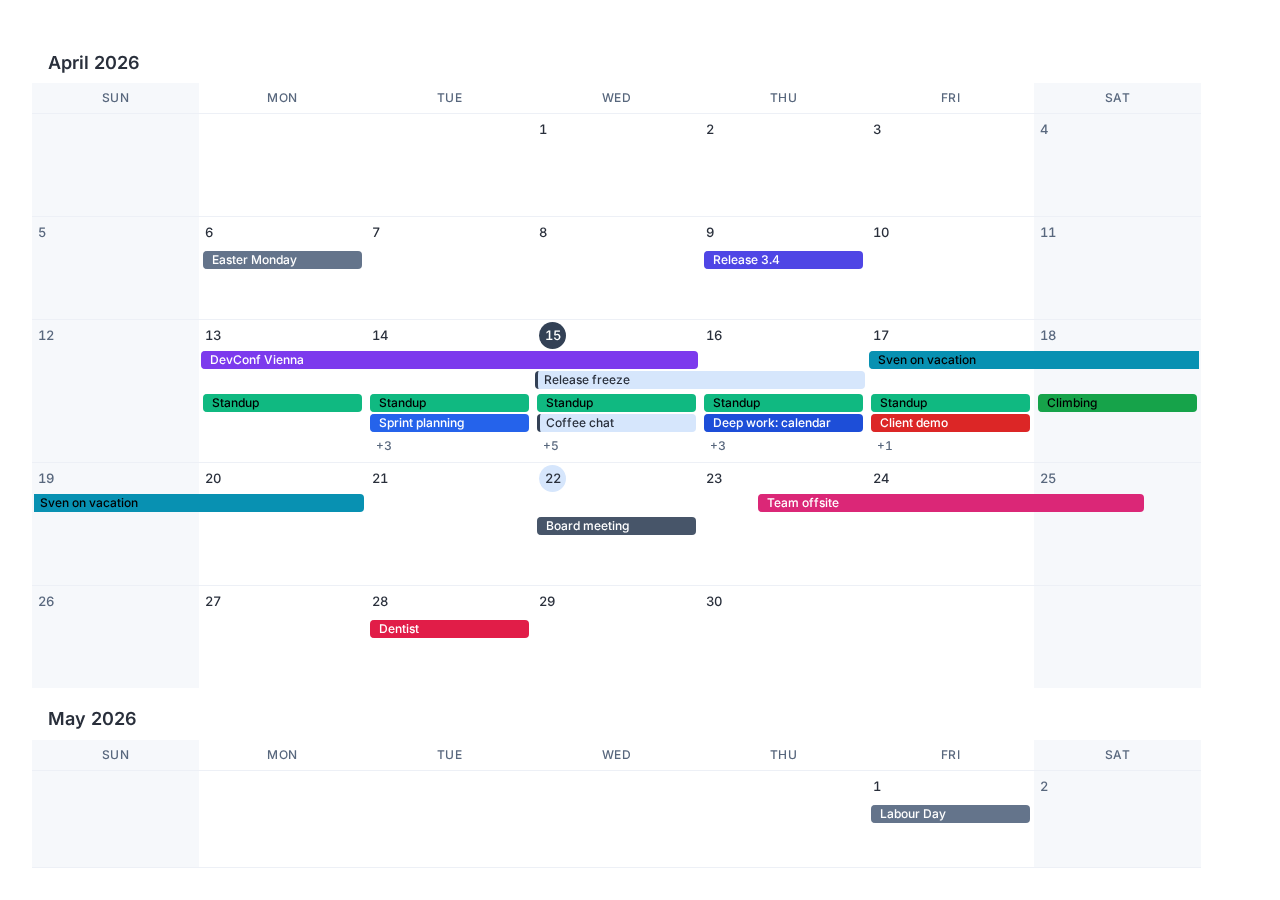 April 2026
SUN MON TUE WED THU FRI SAT
1 2 3 4
5 6 7 8 9 10 11
Easter Monday Release 3.4
12 13 14 15 16 17 18
DevConf Vienna Sven on vacation
Release freeze
Standup Standup Standup Standup Standup Climbing
Sprint planning Coffee chat Deep work: calendar Client demo
+3 +5 +3 +1
19 20 21 22 23 24 25
Sven on vacation Team offsite
Board meeting
26 27 28 29 30
Dentist
May 2026
SUN MON TUE WED THU FRI SAT
1 2
Labour Day